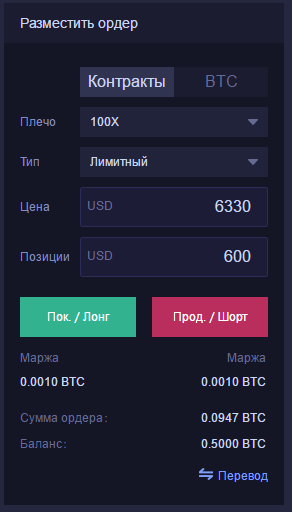 Разместить ордер
Контракты BTC
Плечо 100X
Тип Лимитный
Цена USD 6330
Позиции USD 600
Пок. / Лонг Прод. / Шорт
Маржа Маржа
0.0010 BTC 0.0010 BTC
Сумма ордера: 0.0947 BTC
Баланс: 0.5000 BTC
Перевод